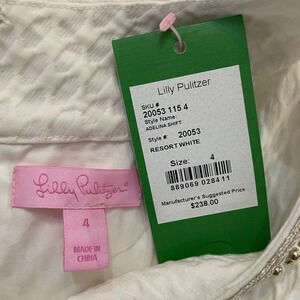 Lilly Pulitzer
SKU #
20053 115 4
Style Name:
ADELINA SHIFT
Style #: 20053
RESORT WHITE
Size: 4
889069 028411
Manufacturer's Suggested Price
$238.00
Lilly Pulitzer
4
MADE IN
CHINA